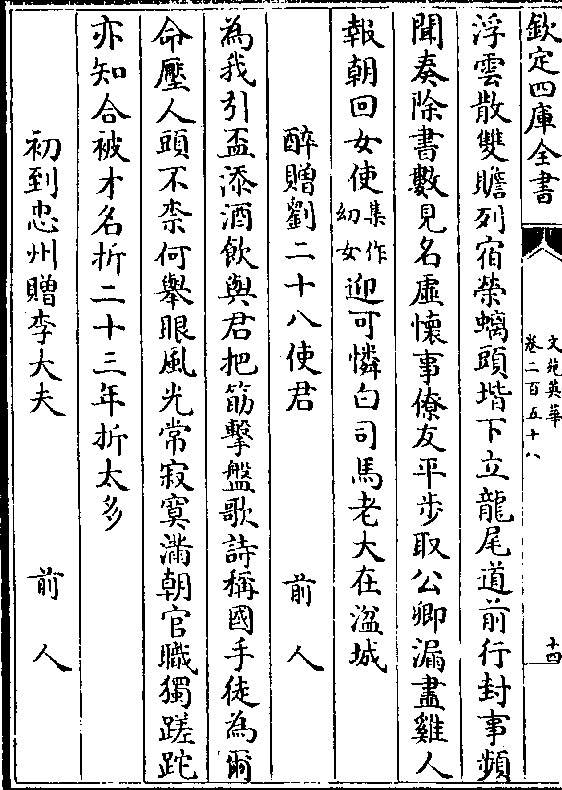 欽定四庫全書
文苑英華
卷二百五十八
十四
浮雲散雙瞻列宿榮螭頭堦下立龍尾道前行封事頻
聞奏除書數見名虛懷事僚友平步取公卿漏盡雞人
報朝回女使集作幼女迎可憐白司馬老大在湓城
醉贈劉二十八使君 前人
為我引盃添酒飲與君把筯擊盤歌詩稱國手徒為爾
命壓人頭不柰何舉眼風光常寂寞滿朝官職獨蹉跎
亦知合被才名折二十三年折太多
初到忠州贈李大夫 前人